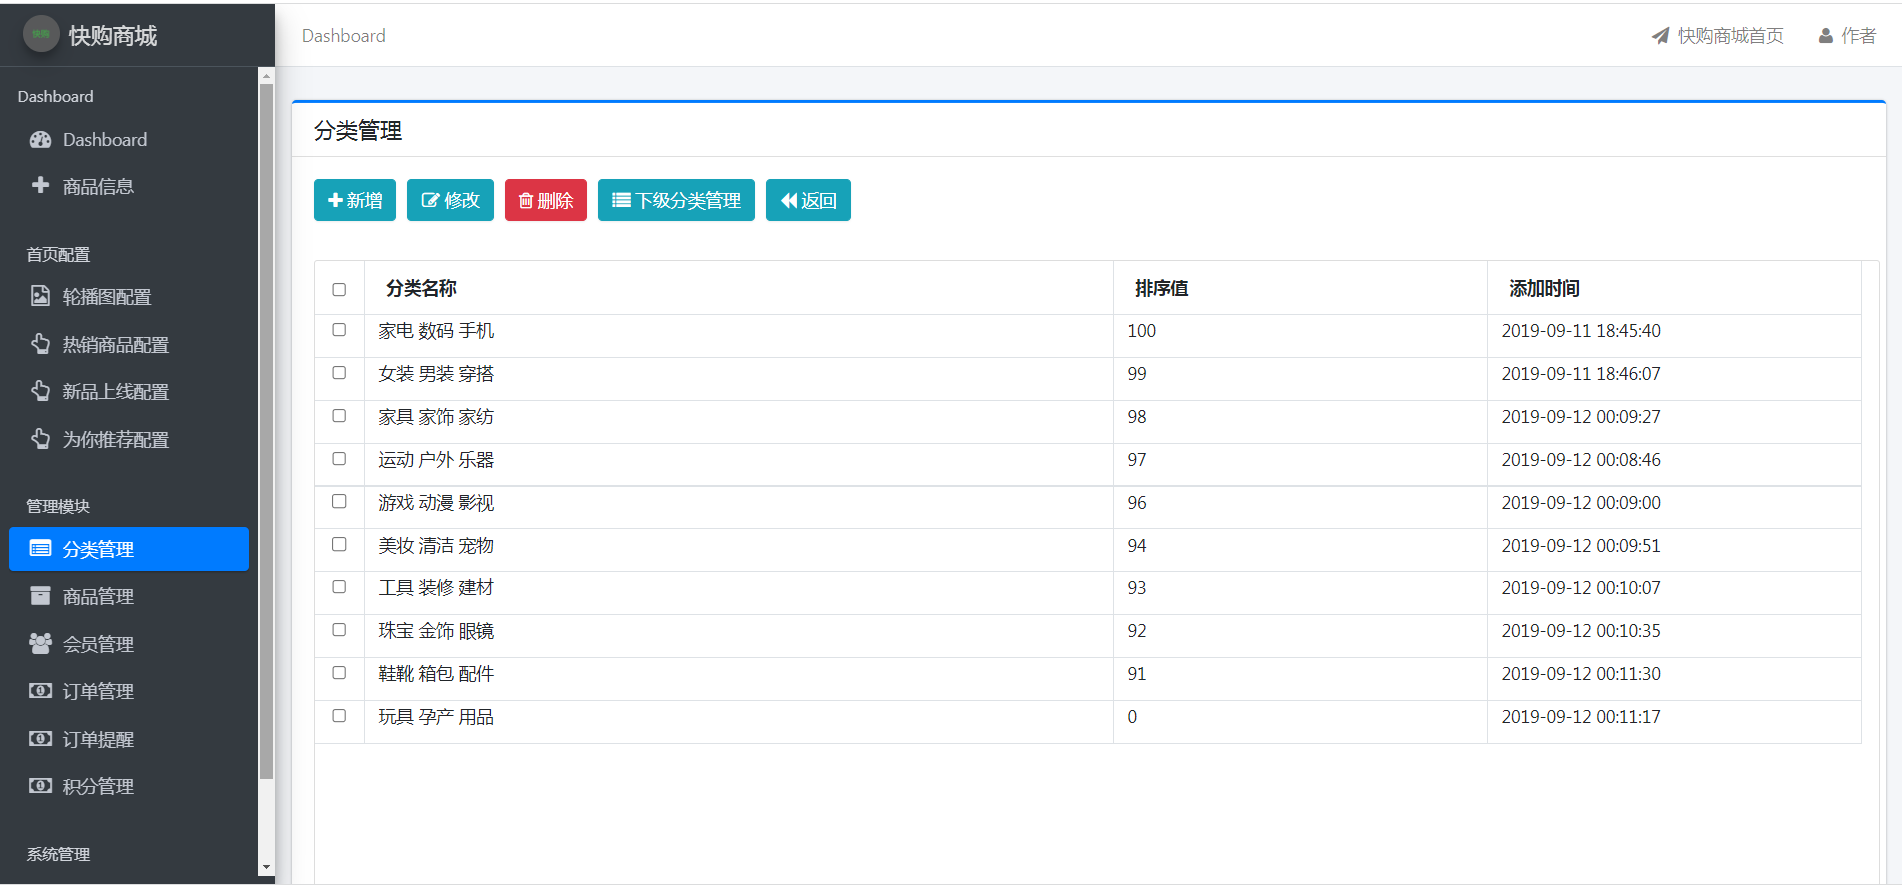 快购 快购商城
Dashboard
快购商城首页
作者
Dashboard
Dashboard
商品信息
首页配置
轮播图配置
热销商品配置
新品上线配置
为你推荐配置
管理模块
分类管理
商品管理
会员管理
订单管理
订单提醒
积分管理
系统管理
分类管理
新增 修改 删除 下级分类管理 返回
分类名称 排序值 添加时间
家电 数码 手机 100 2019-09-11 18:45:40
女装 男装 穿搭 99 2019-09-11 18:46:07
家具 家饰 家纺 98 2019-09-12 00:09:27
运动 户外 乐器 97 2019-09-12 00:08:46
游戏 动漫 影视 96 2019-09-12 00:09:00
美妆 清洁 宠物 94 2019-09-12 00:09:51
工具 装修 建材 93 2019-09-12 00:10:07
珠宝 金饰 眼镜 92 2019-09-12 00:10:35
鞋靴 箱包 配件 91 2019-09-12 00:11:30
玩具 孕产 用品 0 2019-09-12 00:11:17